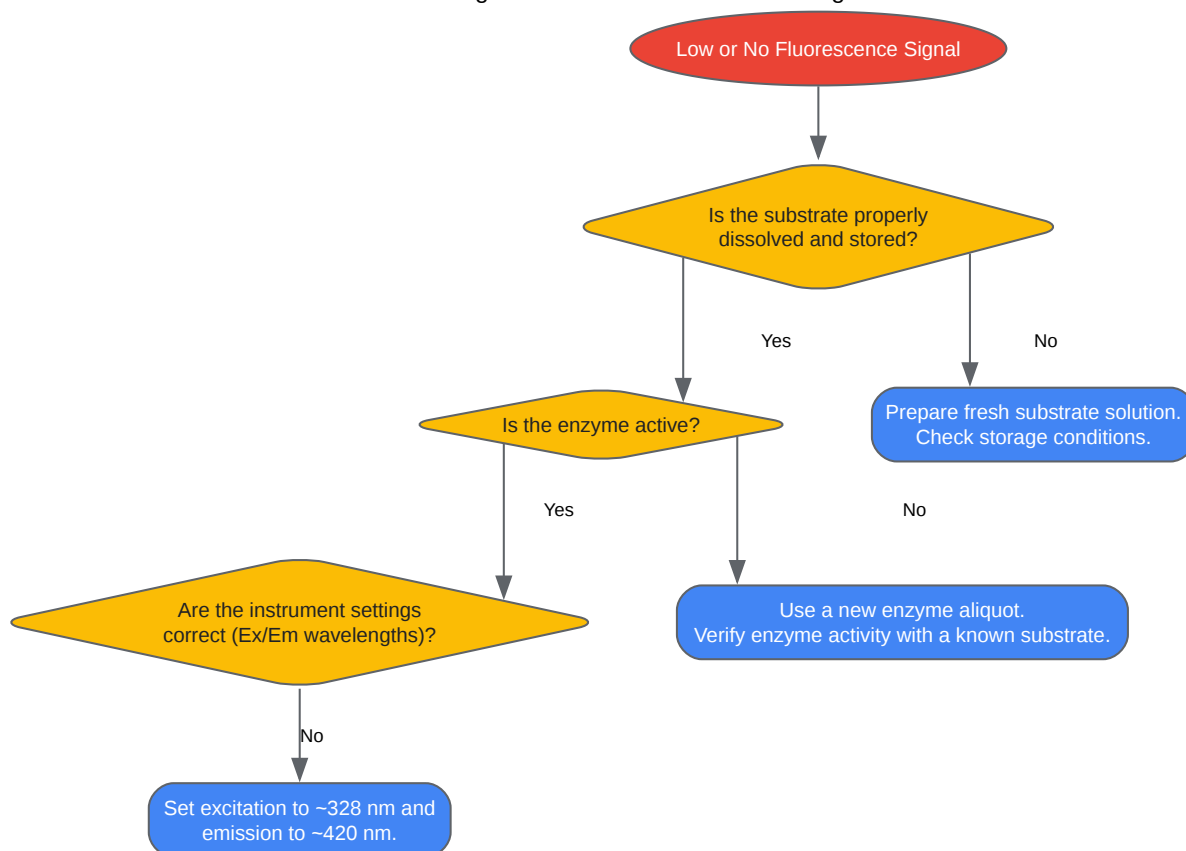 Low or No Fluorescence Signal
Is the substrate properly
dissolved and stored?
Yes
No
Is the enzyme active?
Prepare fresh substrate solution.
Check storage conditions.
Yes
No
Are the instrument settings
correct (Ex/Em wavelengths)?
Use a new enzyme aliquot.
Verify enzyme activity with a known substrate.
No
Set excitation to ~328 nm and
emission to ~420 nm.